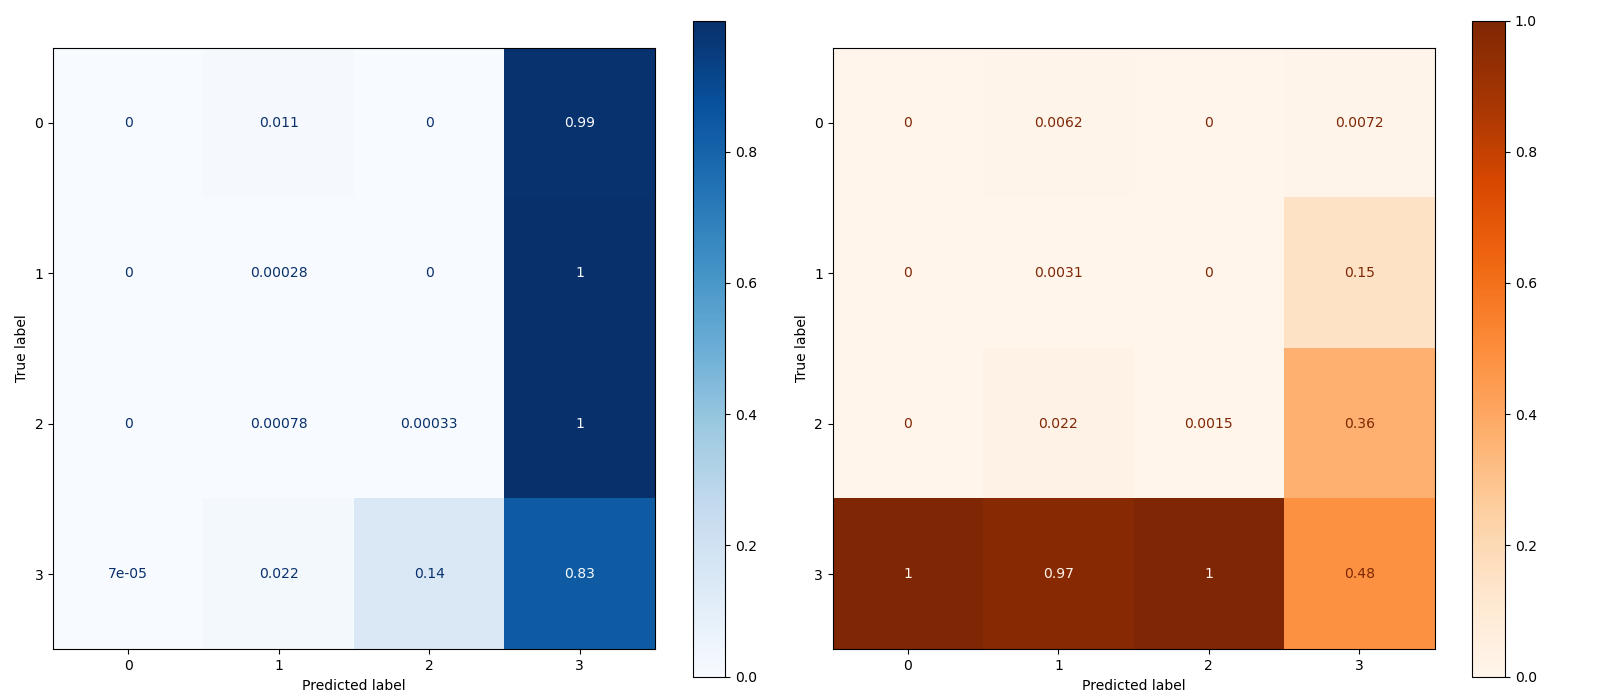 0 0 0.011 0 0.99
1 0 0.00028 0 1
2 0 0.00078 0.00033 1
3 7e-05 0.022 0.14 0.83
0 1 2 3
Predicted label
True label
0.8
0.6
0.4
0.2
0.0
0 0 0.0062 0 0.0072
1 0 0.0031 0 0.15
2 0 0.022 0.0015 0.36
3 1 0.97 1 0.48
0 1 2 3
Predicted label
True label
1.0
0.8
0.6
0.4
0.2
0.0